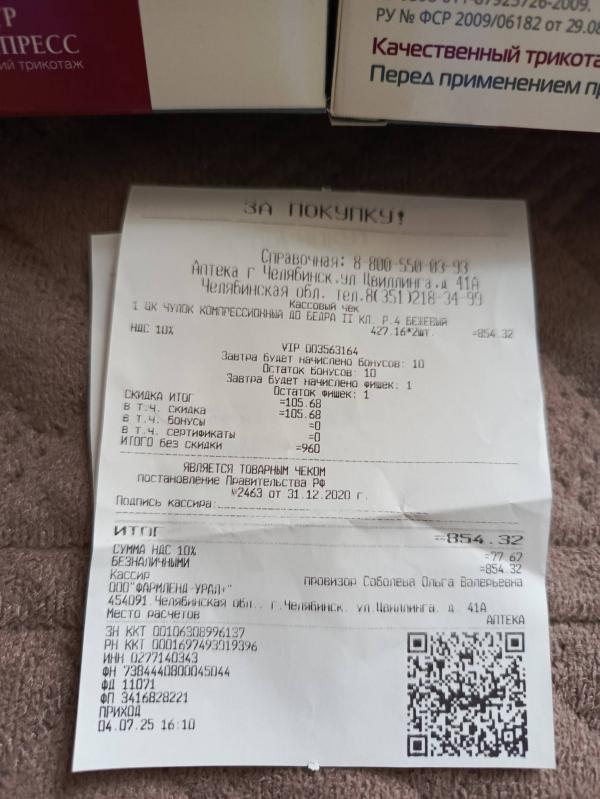 ТР
ПРЕСС
ий трикотаж
РУ № ФСР 2009/06182 от 29.08
Качественный трикота
Перед применением пр
ЗА ПОКУПКУ!
Справочная: 8-800-550-03-93
Аптека г Челябинск.ул Цвиллинга.д 41А
Челябинская обл. тел.8(351)218-34-99
Кассовый чек
1 ЦК ЧУЛОК КОМПРЕССИОННЫЙ ДО БЕДРА II КЛ. Р.4 БЕЖЕВЫЙ
427.16*2шт. =854.32
НДС 10%
VIP 003563164
Завтра будет начислено бонусов: 10
Остаток бонусов: 10
Завтра будет начислено фишек: 1
Остаток фишек: 1
СКИДКА ИТОГ =105.68
в т.ч. скидка =105.68
в т.ч. бонусы =0
в т.ч. сертификаты =0
ИТОГО без скидки =960
ЯВЛЯЕТСЯ ТОВАРНЫМ ЧЕКОМ
постановление Правительства РФ
№2463 от 31.12.2020 г.
Подпись кассира:
ИТОГ =854.32
СУММА НДС 10% =77.67
БЕЗНАЛИЧНЫМИ =854.32
Кассир провизор Соболева Ольга Валерьевна
ООО"ФАРМЛЕНД-УРАЛ+"
454091.Челябинская обл.. г.Челябинск. ул.Цвиллинга. д. 41А
Место расчетов АПТЕКА
ЗН ККТ 00106308996137
РН ККТ 0001697493019396
ИНН 0277140343
ФН 7384440800045044
ФД 11071
ФП 3416828221
ПРИХОД
04.07.25 16:10